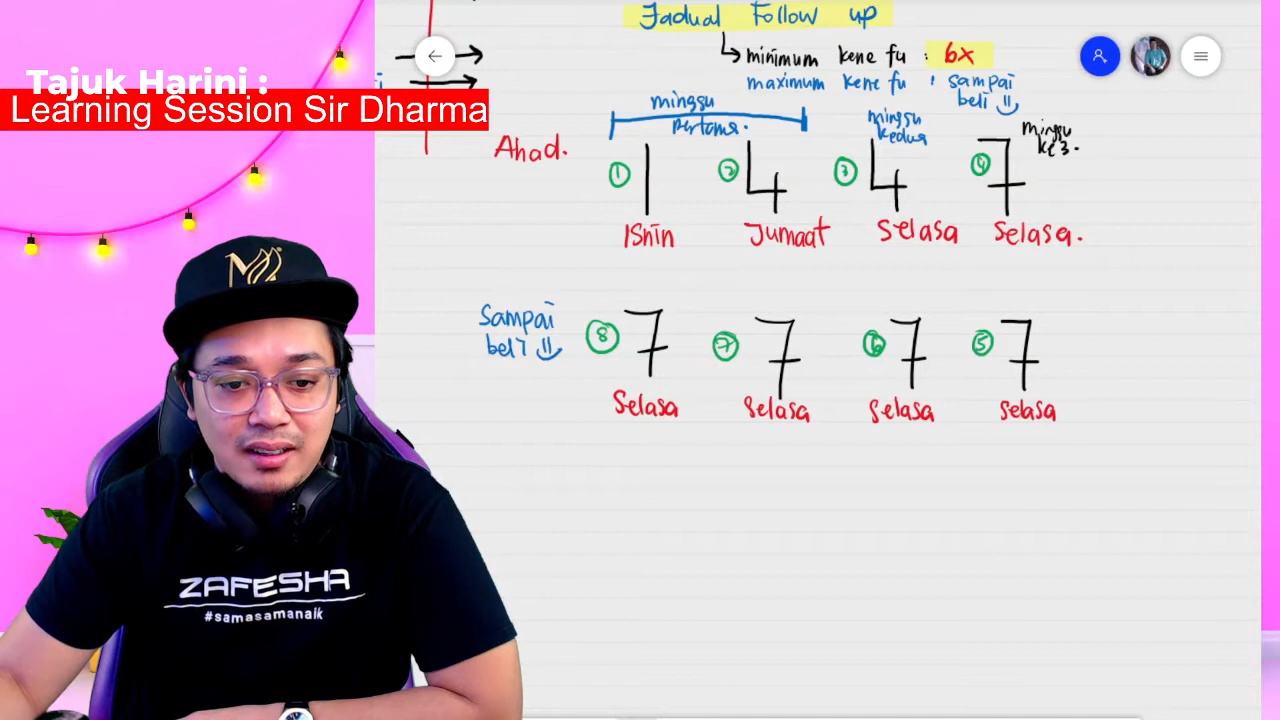 Tajuk Harini :
Learning Session Sir Dharma
Jadual Follow up
minimum kene fu : 6x
maximum kene fu : sampai
beli
minggu
pertama.
minggu
kedua
minggu
ke 3.
Ahad.
① 1 ② 4 ③ 4 ④ 7
Isnin Jumaat Selasa Selasa.
Sampai
beli
⑧ 7 ⑦ 7 ⑥ 7 ⑤ 7
Selasa Selasa Selasa Selasa
ZAFESHA
#samasamanaik